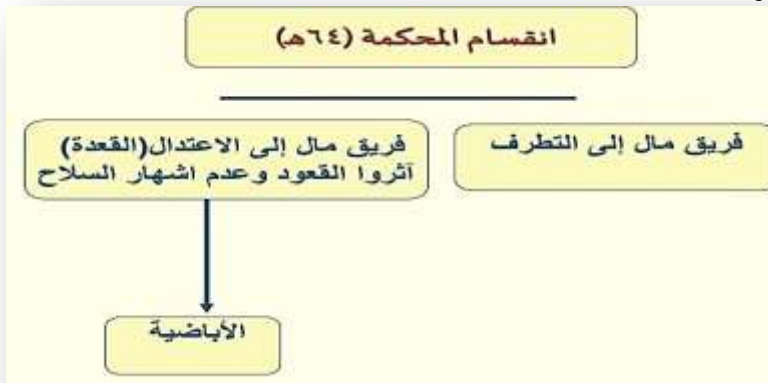 انقسام المحكمة (٦٤هـ)
فريق مال إلى التطرف
فريق مال إلى الاعتدال(القعدة)
آثروا القعود وعدم اشهار السلاح
الأباضية